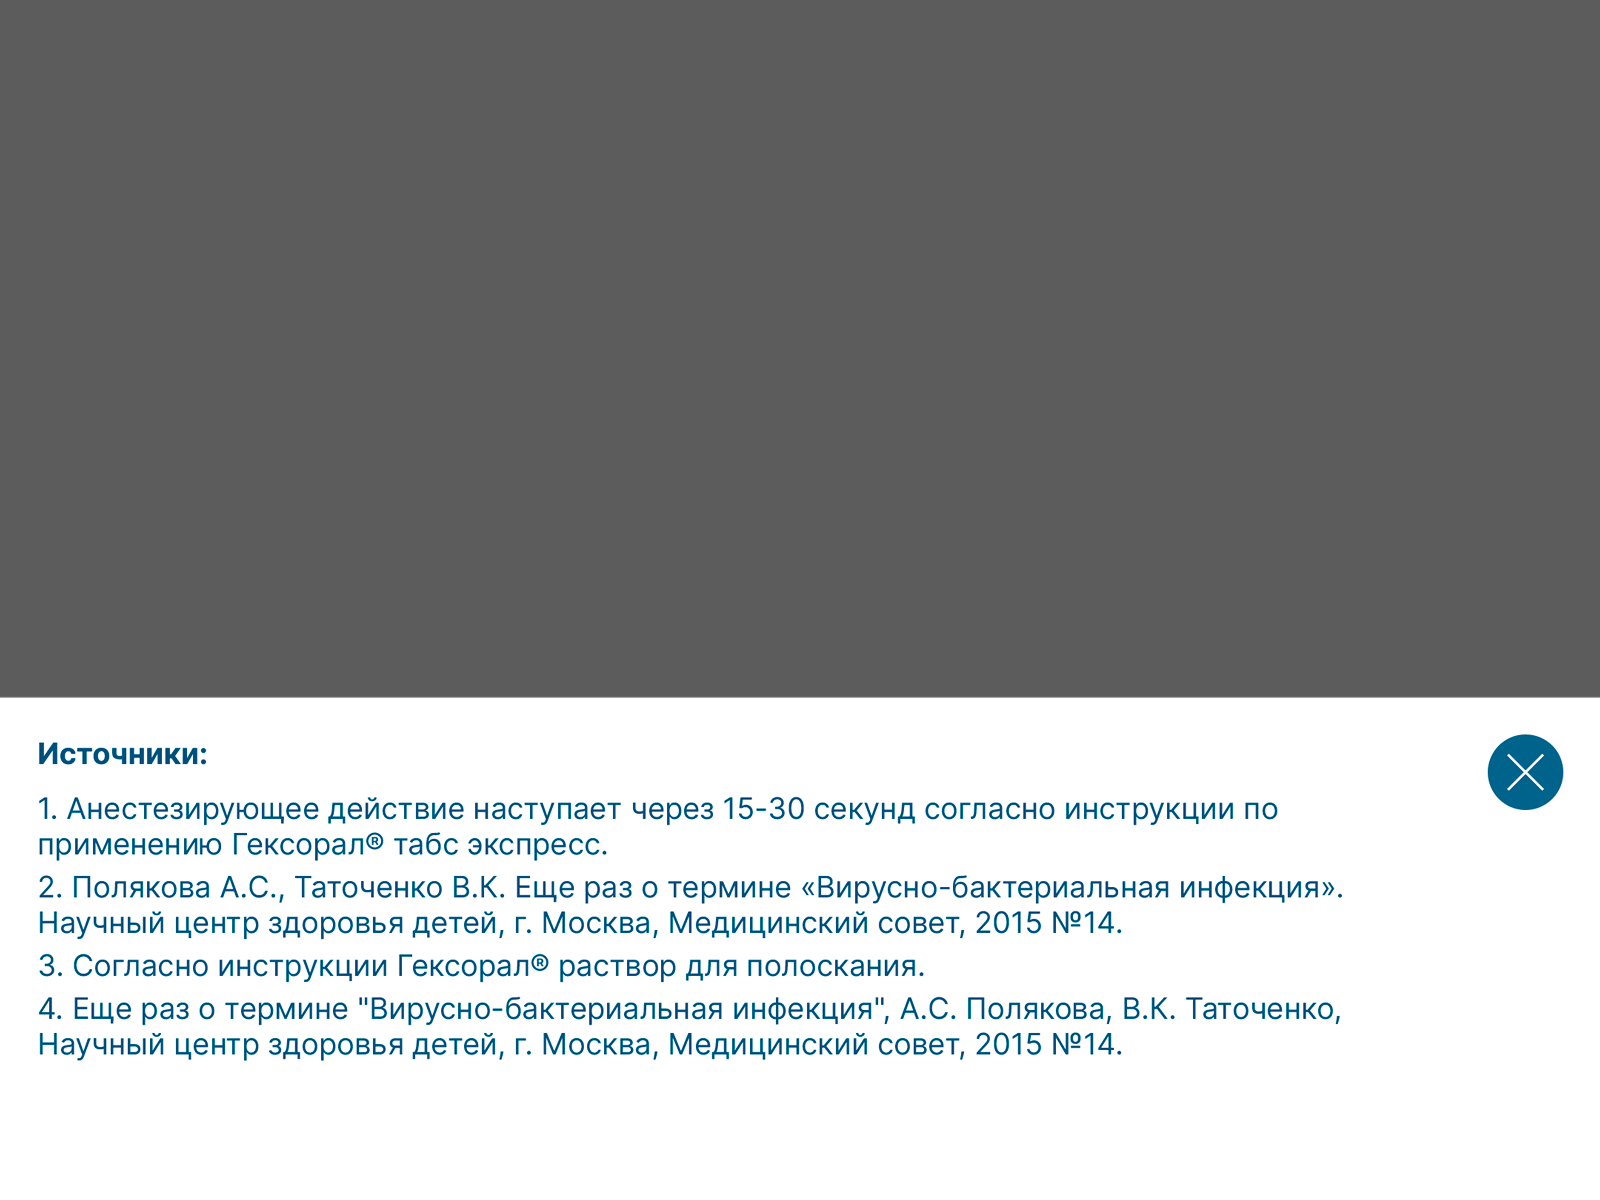 Источники:
1. Анестезирующее действие наступает через 15-30 секунд согласно инструкции по
применению Гексорал® табс экспресс.
2. Полякова А.С., Таточенко В.К. Еще раз о термине «Вирусно-бактериальная инфекция».
Научный центр здоровья детей, г. Москва, Медицинский совет, 2015 №14.
3. Согласно инструкции Гексорал® раствор для полоскания.
4. Еще раз о термине "Вирусно-бактериальная инфекция", А.С. Полякова, В.К. Таточенко,
Научный центр здоровья детей, г. Москва, Медицинский совет, 2015 №14.